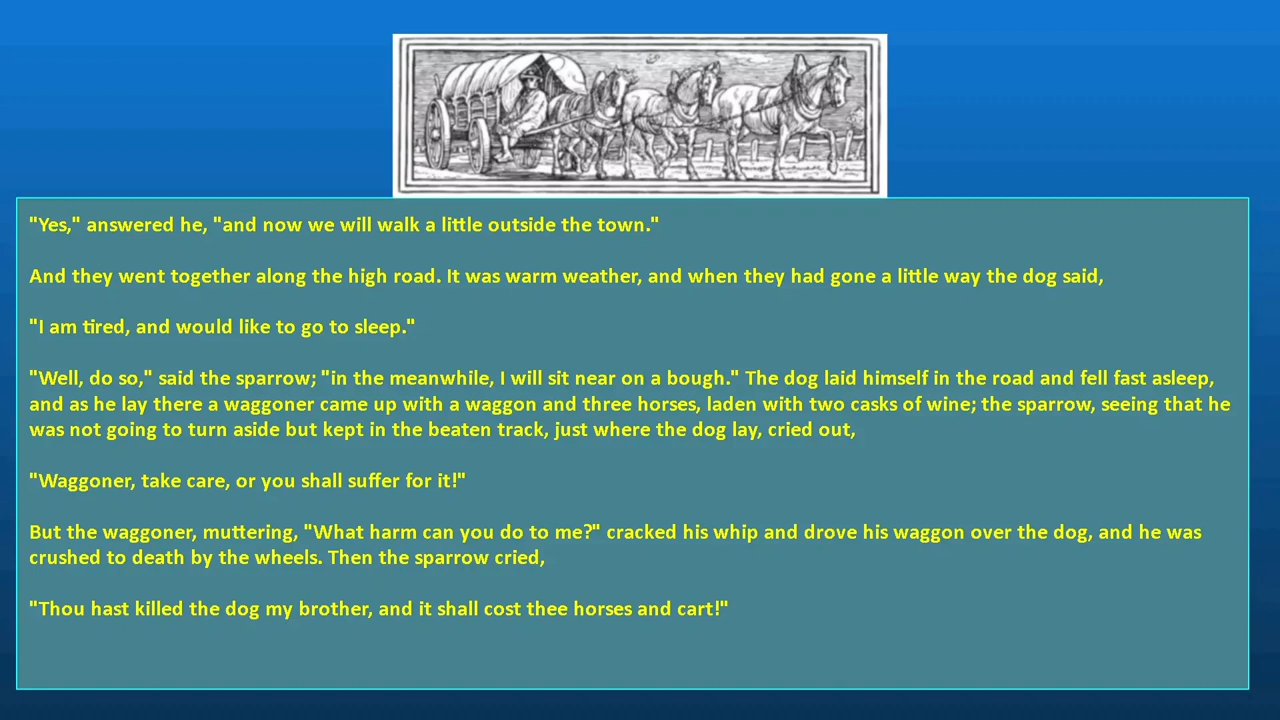 "Yes," answered he, "and now we will walk a little outside the town."
And they went together along the high road. It was warm weather, and when they had gone a little way the dog said,
"I am tired, and would like to go to sleep."
"Well, do so," said the sparrow; "in the meanwhile, I will sit near on a bough." The dog laid himself in the road and fell fast asleep,
and as he lay there a waggoner came up with a waggon and three horses, laden with two casks of wine; the sparrow, seeing that he
was not going to turn aside but kept in the beaten track, just where the dog lay, cried out,
"Waggoner, take care, or you shall suffer for it!"
But the waggoner, muttering, "What harm can you do to me?" cracked his whip and drove his waggon over the dog, and he was
crushed to death by the wheels. Then the sparrow cried,
"Thou hast killed the dog my brother, and it shall cost thee horses and cart!"